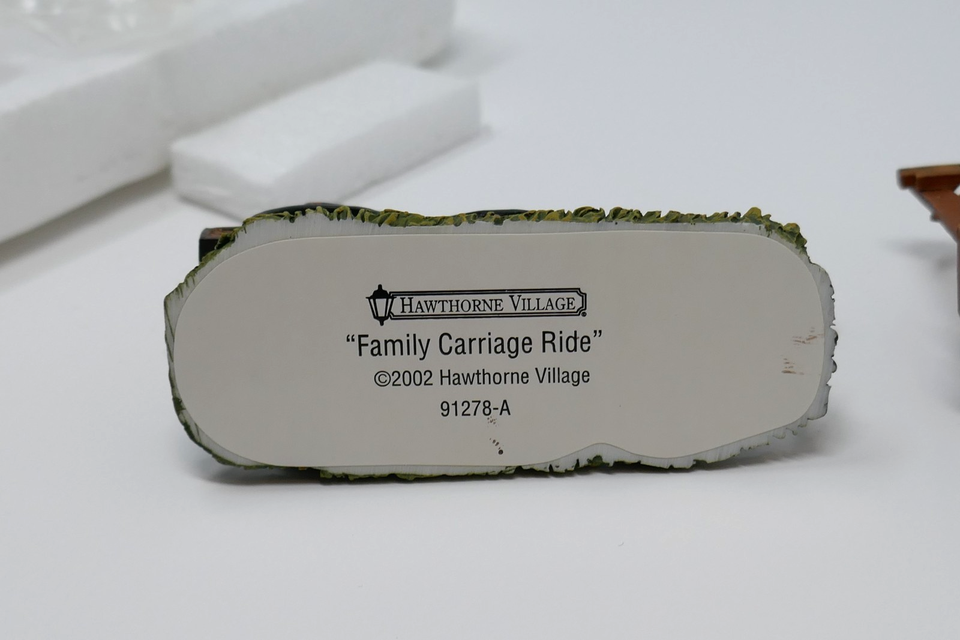 HAWTHORNE VILLAGE
“Family Carriage Ride”
©2002 Hawthorne Village
91278-A